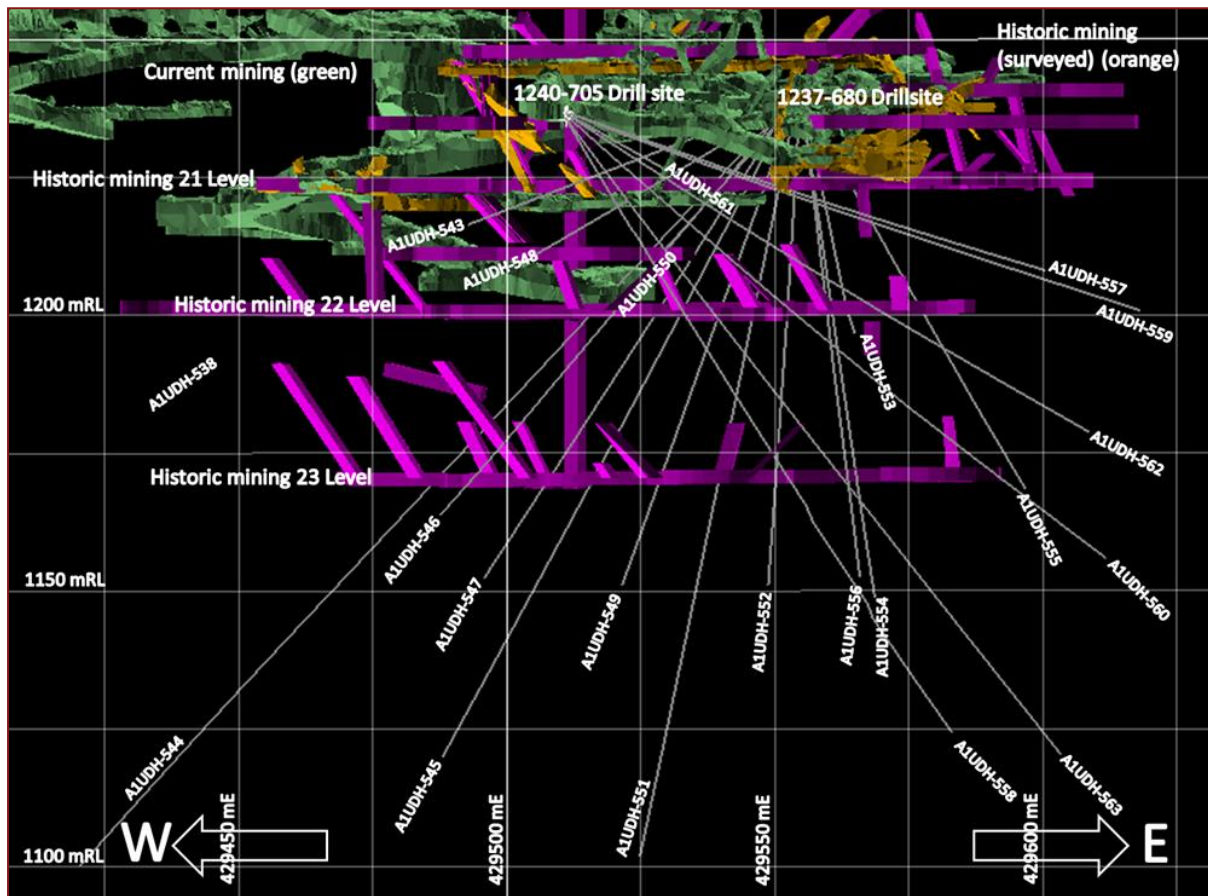 Historic mining
(surveyed) (orange)
Current mining (green)
1240-705 Drill site
1237-680 Drillsite
Historic mining 21 Level
A1UDH-561
A1UDH-543
A1UDH-548
A1UDH-550
A1UDH-557
A1UDH-559
1200 mRL
Historic mining 22 Level
A1UDH-538
A1UDH-553
A1UDH-562
Historic mining 23 Level
A1UDH-555
A1UDH-546
A1UDH-560
1150 mRL
A1UDH-547
A1UDH-549
A1UDH-552
A1UDH-556
A1UDH-554
A1UDH-544
A1UDH-545
A1UDH-551
A1UDH-558
A1UDH-563
W
429450 mE
429500 mE
429550 mE
429600 mE
E
1100 mRL